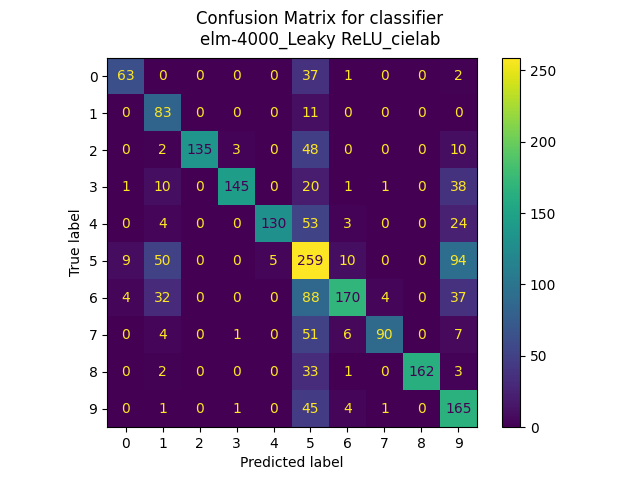 Confusion Matrix for classifier
elm-4000_Leaky ReLU_cielab
True label
0 63 0 0 0 0 37 1 0 0 2
1 0 83 0 0 0 11 0 0 0 0
2 0 2 135 3 0 48 0 0 0 10
3 1 10 0 145 0 20 1 1 0 38
4 0 4 0 0 130 53 3 0 0 24
5 9 50 0 0 5 259 10 0 0 94
6 4 32 0 0 0 88 170 4 0 37
7 0 4 0 1 0 51 6 90 0 7
8 0 2 0 0 0 33 1 0 162 3
9 0 1 0 1 0 45 4 1 0 165
0 1 2 3 4 5 6 7 8 9
Predicted label
250
200
150
100
50
0